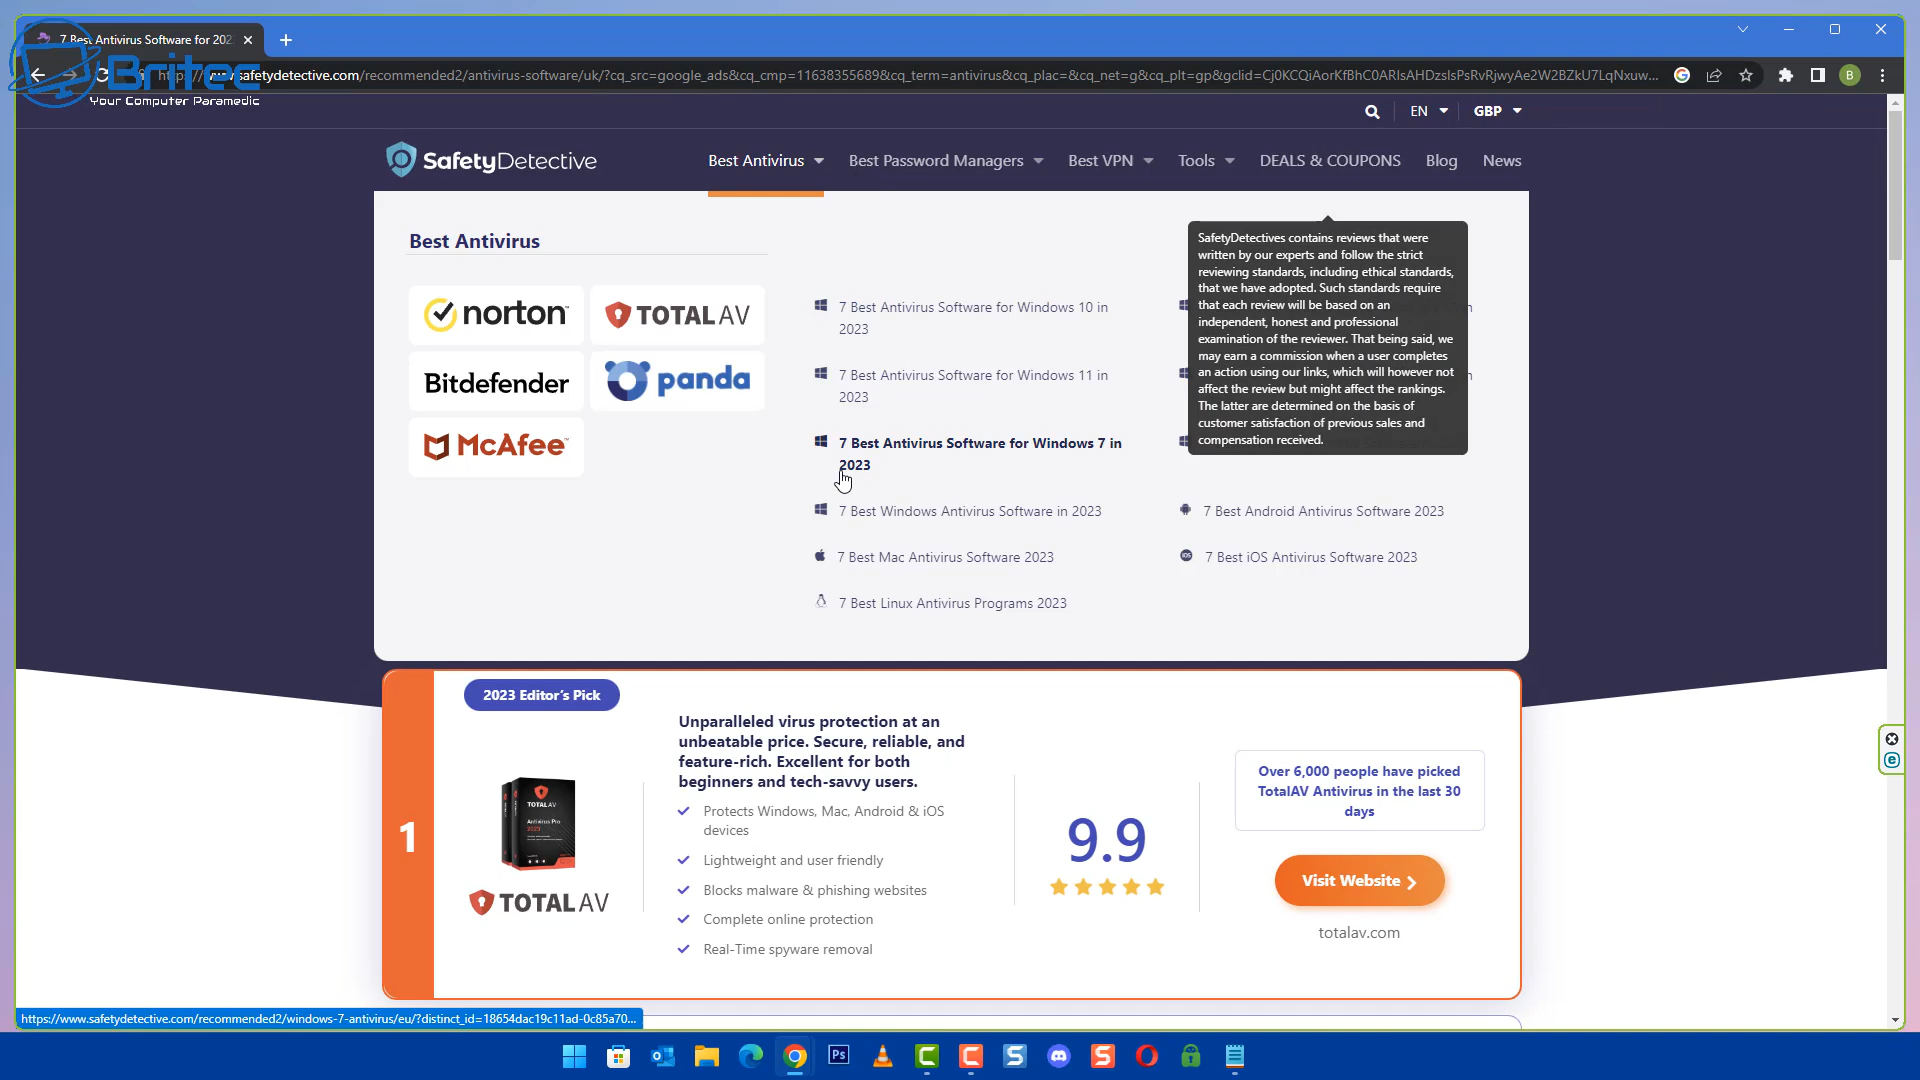 7 Best Antivirus Software for 202
Britec
Your Computer Paramedic
safetydetective.com/recommended2/antivirus-software/uk/?cq_src=google_ads&cq_cmp=11638355689&cq_term=antivirus&cq_plac=&cq_net=g&cq_plt=gp&gclid=Cj0KCQiAorKfBhC0ARIsAHDzslsPsRvRjwyAe2W2BZkU7LqNxuw...
B
EN
GBP
SafetyDetective
Best Antivirus
Best Password Managers
Best VPN
Tools
DEALS & COUPONS
Blog
News
Best Antivirus
norton
TOTALAV
Bitdefender
panda
McAfee
7 Best Antivirus Software for Windows 10 in
2023
7 Best Antivirus Software for Windows 11 in
2023
7 Best Antivirus Software for Windows 7 in
2023
7 Best Windows Antivirus Software in 2023
7 Best Mac Antivirus Software 2023
7 Best Linux Antivirus Programs 2023
SafetyDetectives contains reviews that were
written by our experts and follow the strict
reviewing standards, including ethical standards,
that we have adopted. Such standards require
that each review will be based on an
independent, honest and professional
examination of the reviewer. That being said, we
may earn a commission when a user completes
an action using our links, which will however not
affect the review but might affect the rankings.
The latter are determined on the basis of
customer satisfaction of previous sales and
compensation received.
7 Best Android Antivirus Software 2023
7 Best iOS Antivirus Software 2023
1
2023 Editor's Pick
TOTALAV
Antivirus Pro
2023
TOTALAV
Unparalleled virus protection at an
unbeatable price. Secure, reliable, and
feature-rich. Excellent for both
beginners and tech-savvy users.
Protects Windows, Mac, Android & iOS
devices
Lightweight and user friendly
Blocks malware & phishing websites
Complete online protection
Real-Time spyware removal
9.9
Over 6,000 people have picked
TotalAV Antivirus in the last 30
days
Visit Website
totalav.com
https://www.safetydetective.com/recommended2/windows-7-antivirus/eu/?distinct_id=18654dac19c11ad-0c85a70...
Ps